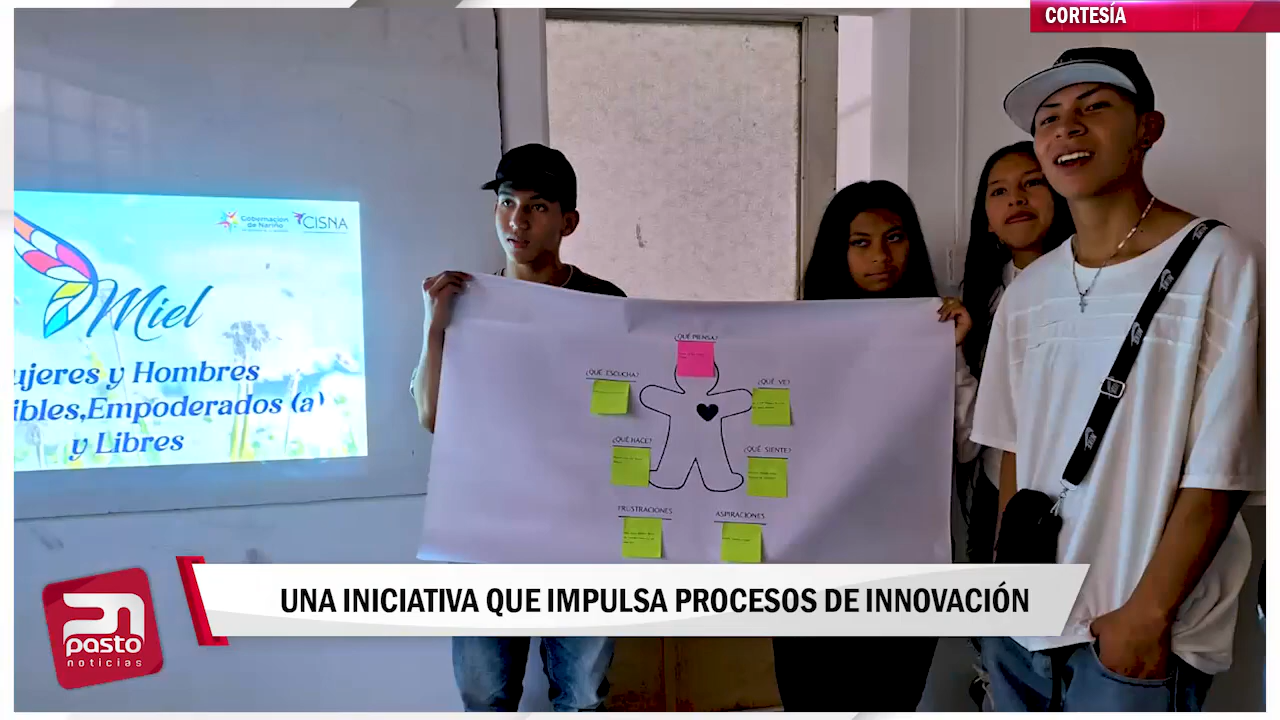 CORTESÍA
Gobernación
de Nariño
CISNA
Miel
ujeres y Hombres
ibles,Empoderados (a)
y Libres
¿QUÉ PIENSA?
¿QUÉ ESCUCHA?
¿QUÉ VE?
¿QUÉ HACE?
¿QUÉ SIENTE?
FRUSTRACIONES
ASPIRACIONES
UNA INICIATIVA QUE IMPULSA PROCESOS DE INNOVACIÓN
pasto
noticias